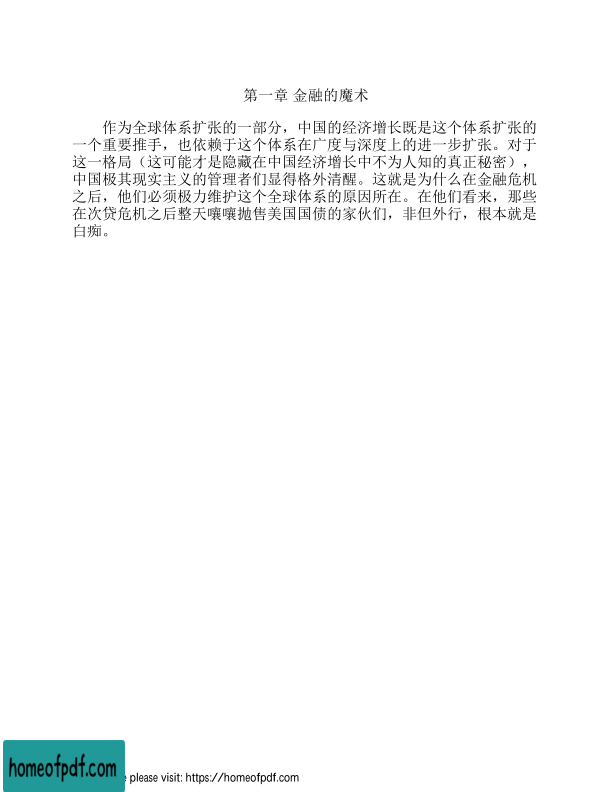 第一章 金融的魔术
作为全球体系扩张的一部分，中国的经济增长既是这个体系扩张的
一个重要推手，也依赖于这个体系在广度与深度上的进一步扩张。对于
这一格局（这可能才是隐藏在中国经济增长中不为人知的真正秘密），
中国极其现实主义的管理者们显得格外清醒。这就是为什么在金融危机
之后，他们必须极力维护这个全球体系的原因所在。在他们看来，那些
在次贷危机之后整天嚷嚷抛售美国国债的家伙们，非但外行，根本就是
白痴。
homeofpdf.com
please visit: https://homeofpdf.com